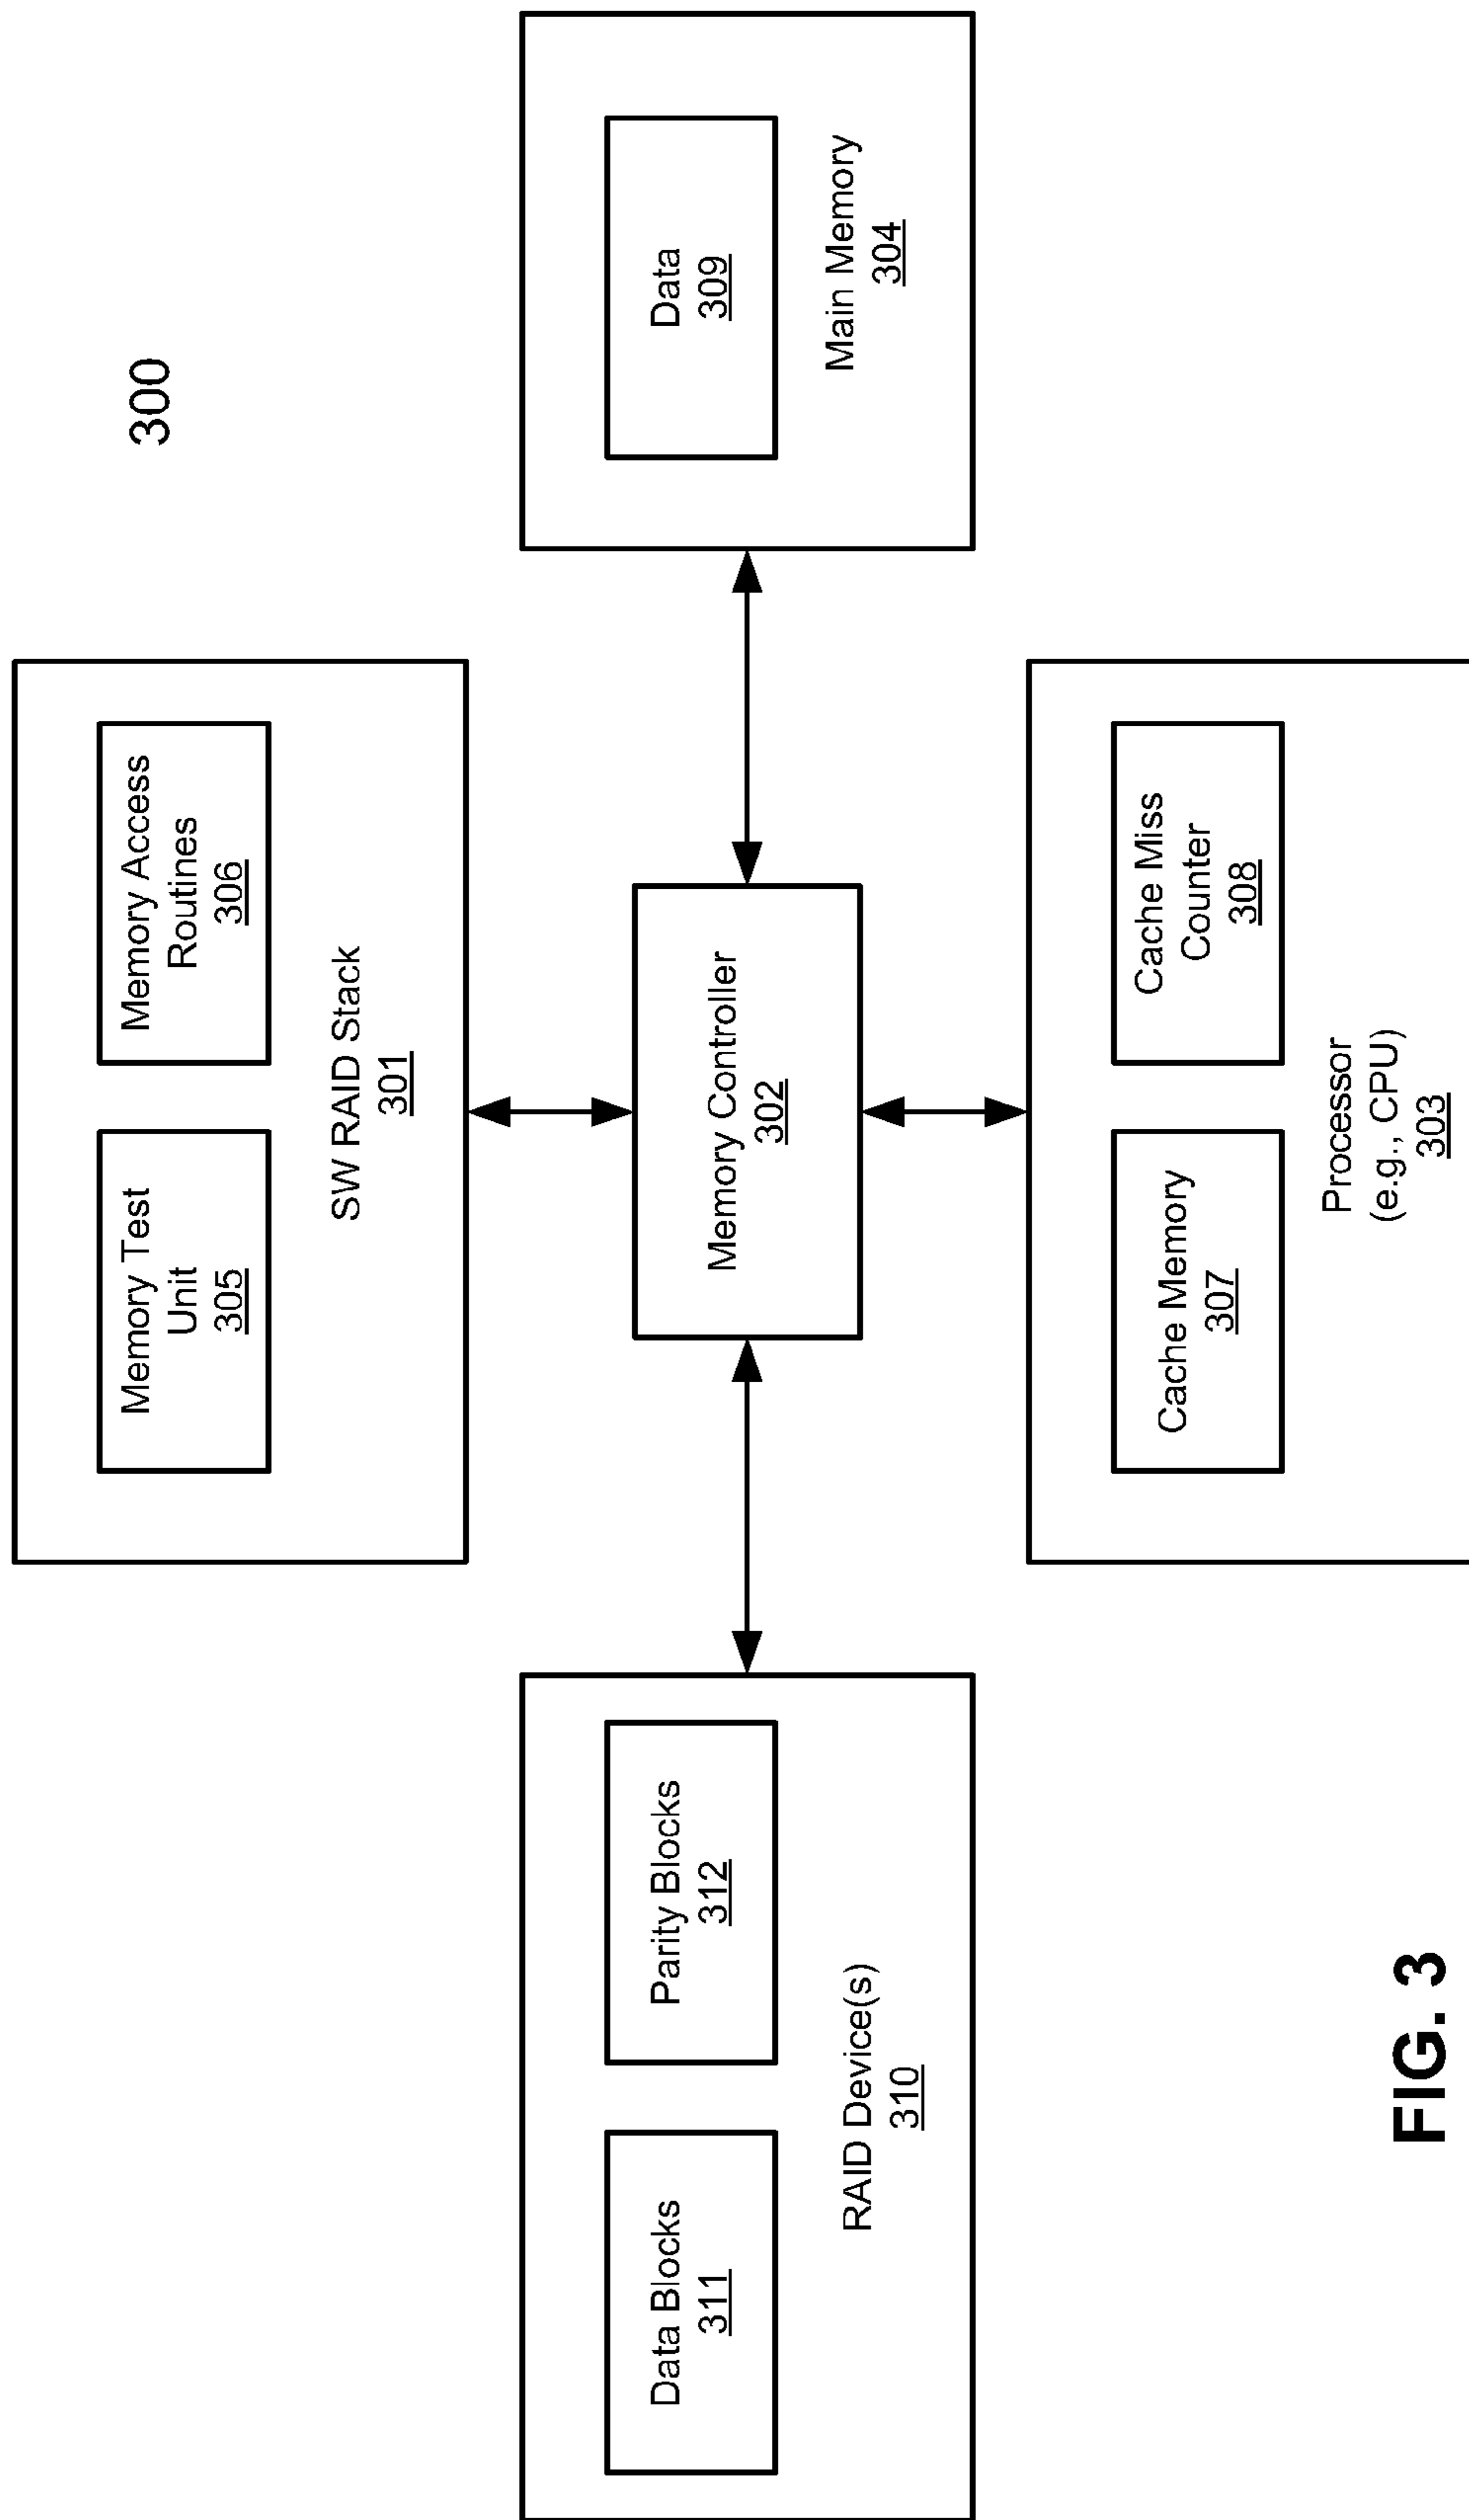 300
Memory Test
Unit
305
Memory Access
Routines
306
SW RAID Stack
301
Data Blocks
311
Parity Blocks
312
RAID Device(s)
310
Memory Controller
302
Data
309
Main Memory
304
Cache Memory
307
Cache Miss
Counter
308
Processor
(e.g., CPU)
303
FIG. 3